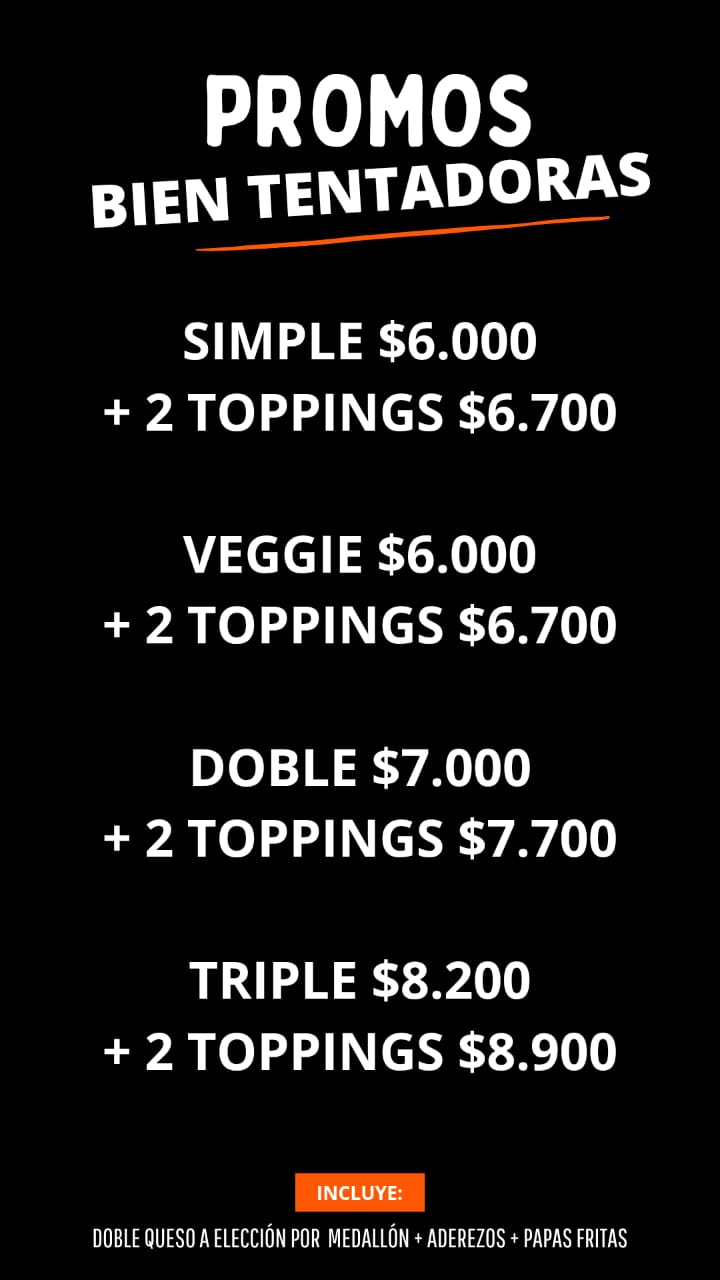 PROMOS
BIEN TENTADORAS
SIMPLE $6.000
+ 2 TOPPINGS $6.700
VEGGIE $6.000
+ 2 TOPPINGS $6.700
DOBLE $7.000
+ 2 TOPPINGS $7.700
TRIPLE $8.200
+ 2 TOPPINGS $8.900
INCLUYE:
DOBLE QUESO A ELECCIÓN POR MEDALLÓN + ADEREZOS + PAPAS FRITAS